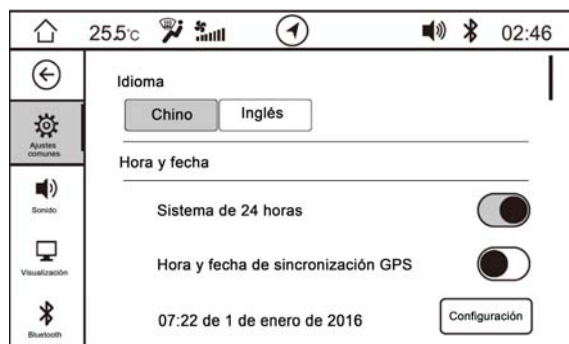 25.5°C 02:46
Idioma
Chino Inglés
Ajustes
comunes
Hora y fecha
Sonido
Sistema de 24 horas
Visualización
Hora y fecha de sincronización GPS
Bluetooth
07:22 de 1 de enero de 2016 Configuración